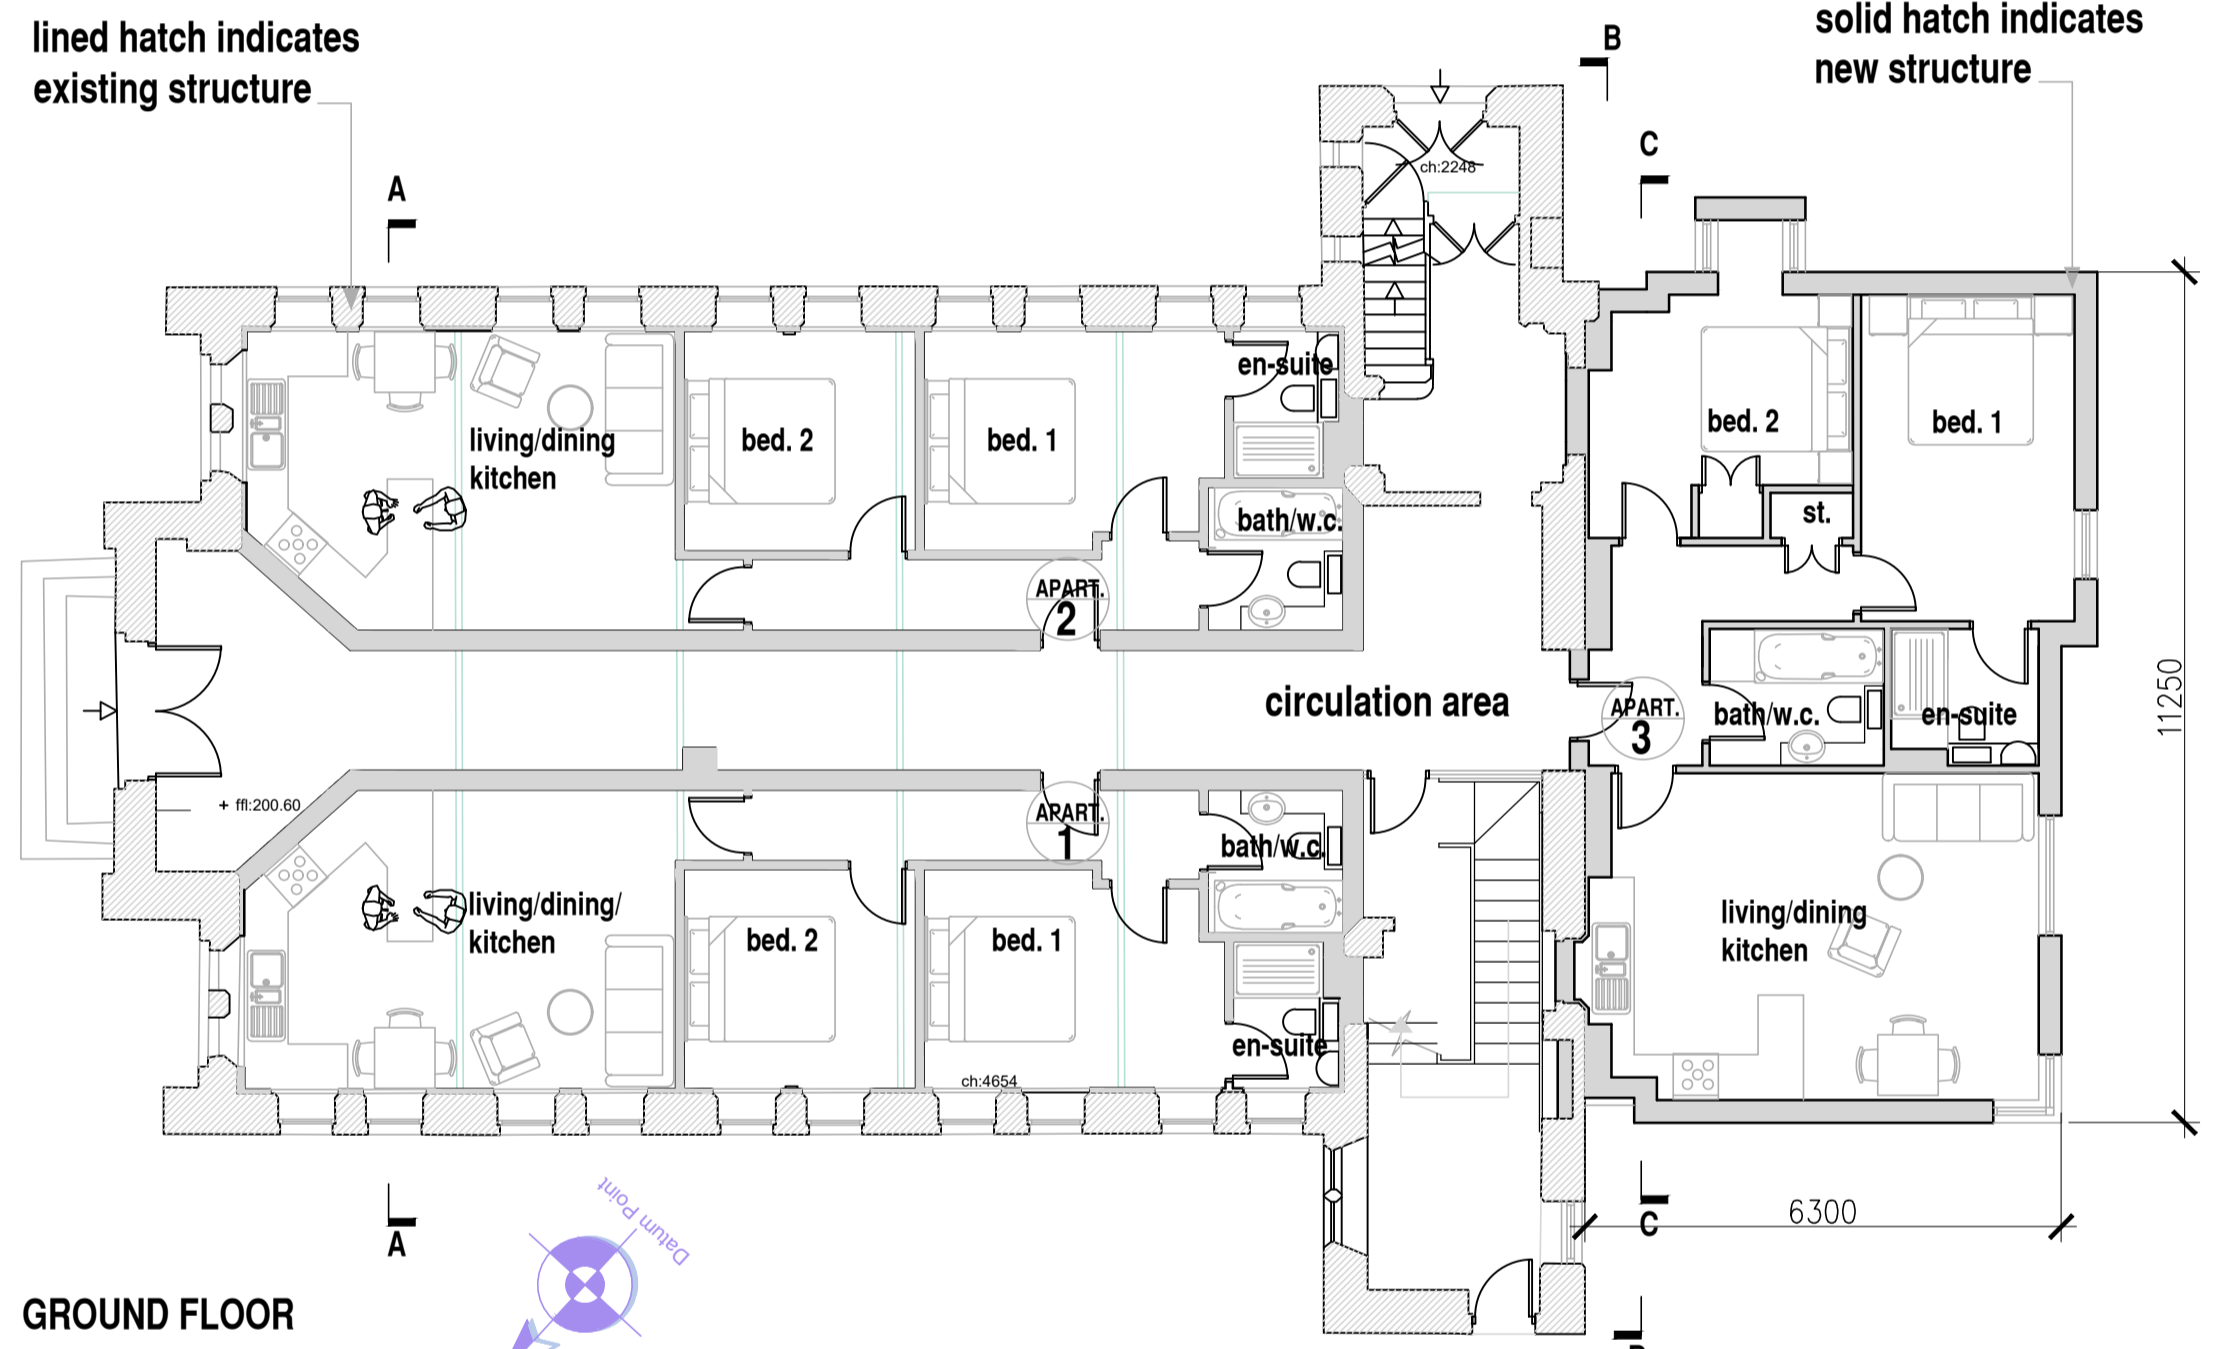 lined hatch indicates
existing structure
solid hatch indicates
new structure
B
C
A
ch:2248
en-suite
living/dining
kitchen
bed. 2
bed. 1
bath/w.c.
APART.
2
bed. 2
bed. 1
st.
circulation area
APART.
3
bath/w.c.
en-suite
11250
+ ffl:200.60
APART.
1
bath/w.c.
living/dining/
kitchen
bed. 2
bed. 1
en-suite
ch:4654
living/dining
kitchen
A
C
6300
Datum Point
GROUND FLOOR